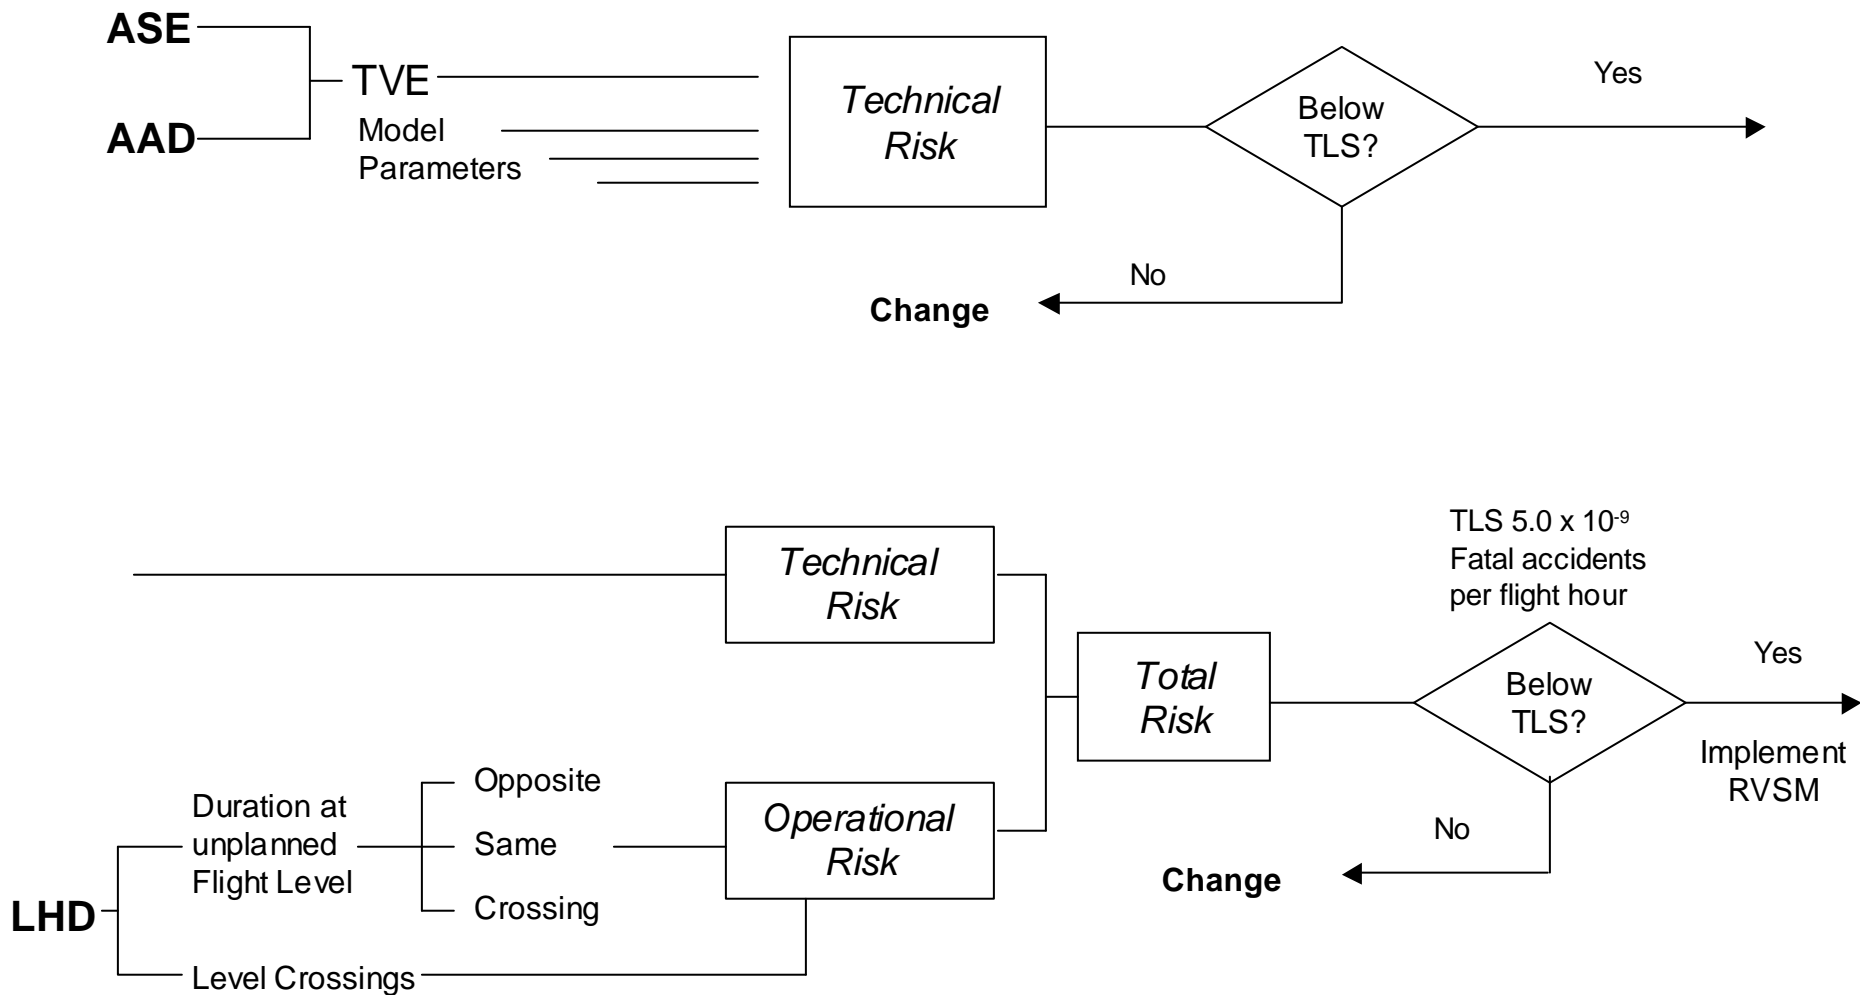 ASE
TVE
AAD
Model
Parameters
Technical
Risk
Below
TLS?
Yes
No
Change
TLS 5.0 x 10-9
Fatal accidents
per flight hour
Technical
Risk
Total
Risk
Below
TLS?
Yes
Implement
RVSM
No
Change
Duration at
unplanned
Flight Level
Opposite
Same
Crossing
Operational
Risk
LHD
Level Crossings